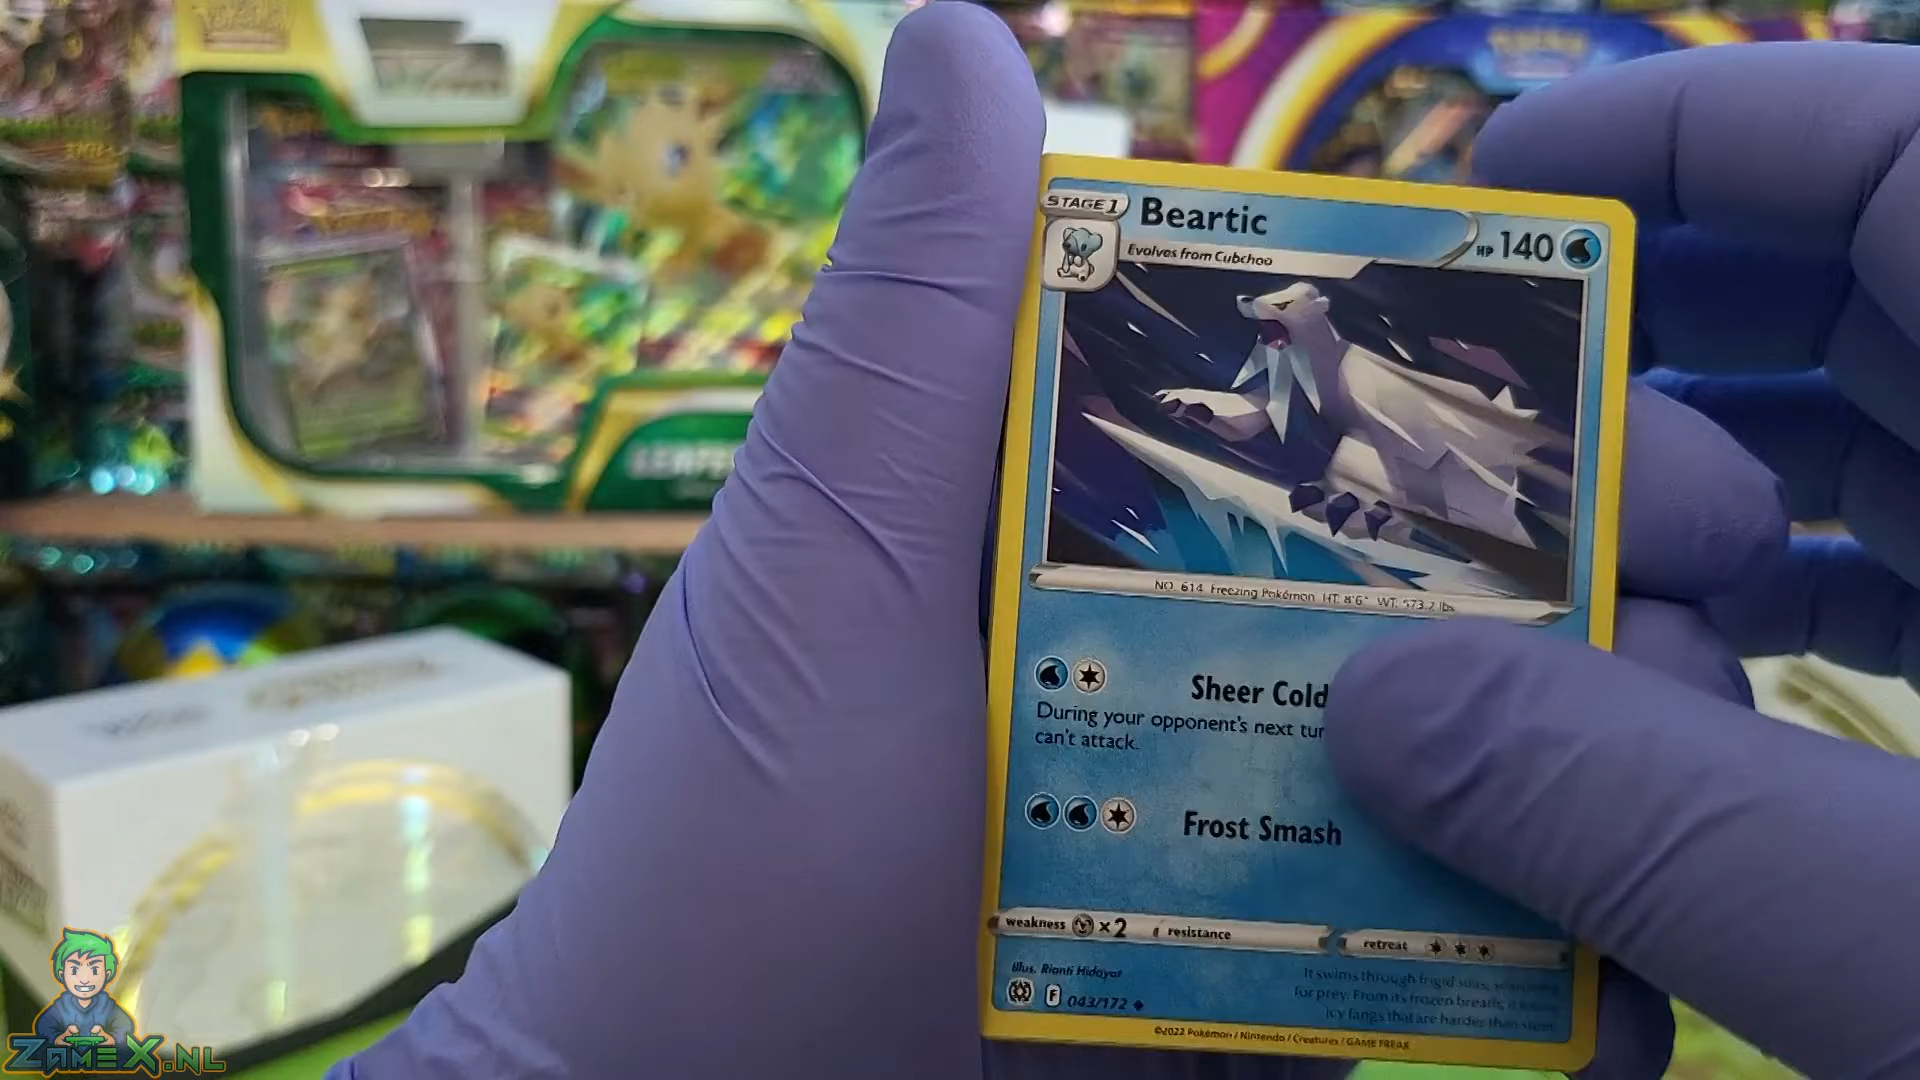 STAGE 1
Beartic
HP 140
Evolves from Cubchoo
NO. 614 Freezing Pokémon HT: 8'6" WT: 573.2 lbs
Sheer Cold
During your opponent's next tur
can't attack.
Frost Smash
weakness ×2 resistance retreat
Illus. Rianti Hidayat
F 043/172
It swims through frigid seas, searching
for prey. From its frozen breath, it
icy fangs that are harder than steel.
©2022 Pokémon / Nintendo / Creatures / GAME FREAK
ZAMEX.NL